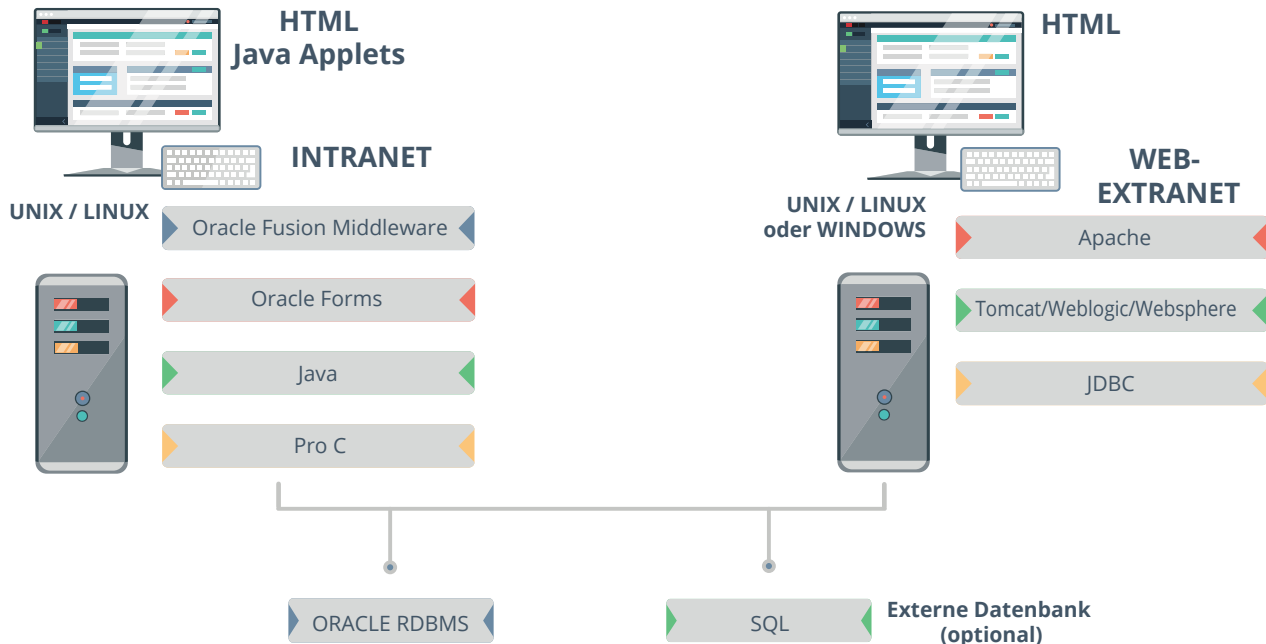 HTML
Java Applets
INTRANET
UNIX / LINUX
Oracle Fusion Middleware
Oracle Forms
Java
Pro C
HTML
WEB-
EXTRANET
UNIX / LINUX
oder WINDOWS
Apache
Tomcat/Weblogic/Websphere
JDBC
ORACLE RDBMS
SQL
Externe Datenbank
(optional)